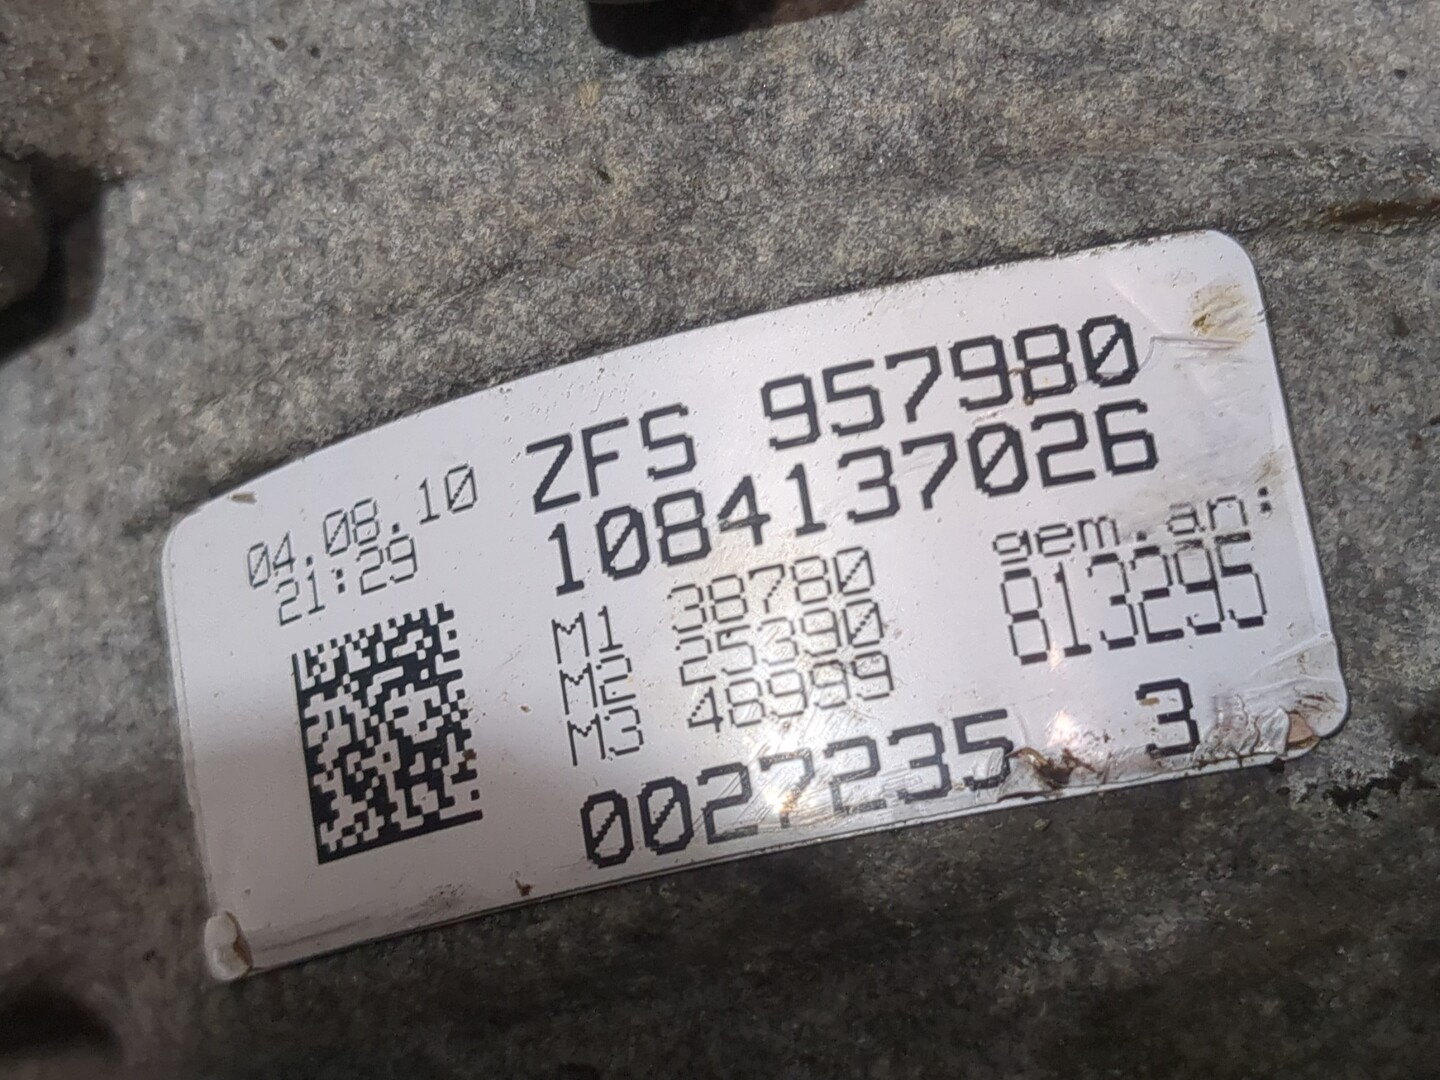 04.08.10 ZFS 957980
21:29 1084137026
M1 38780 gem.an:
M2 25390 813295
M3 48999
0027235 3